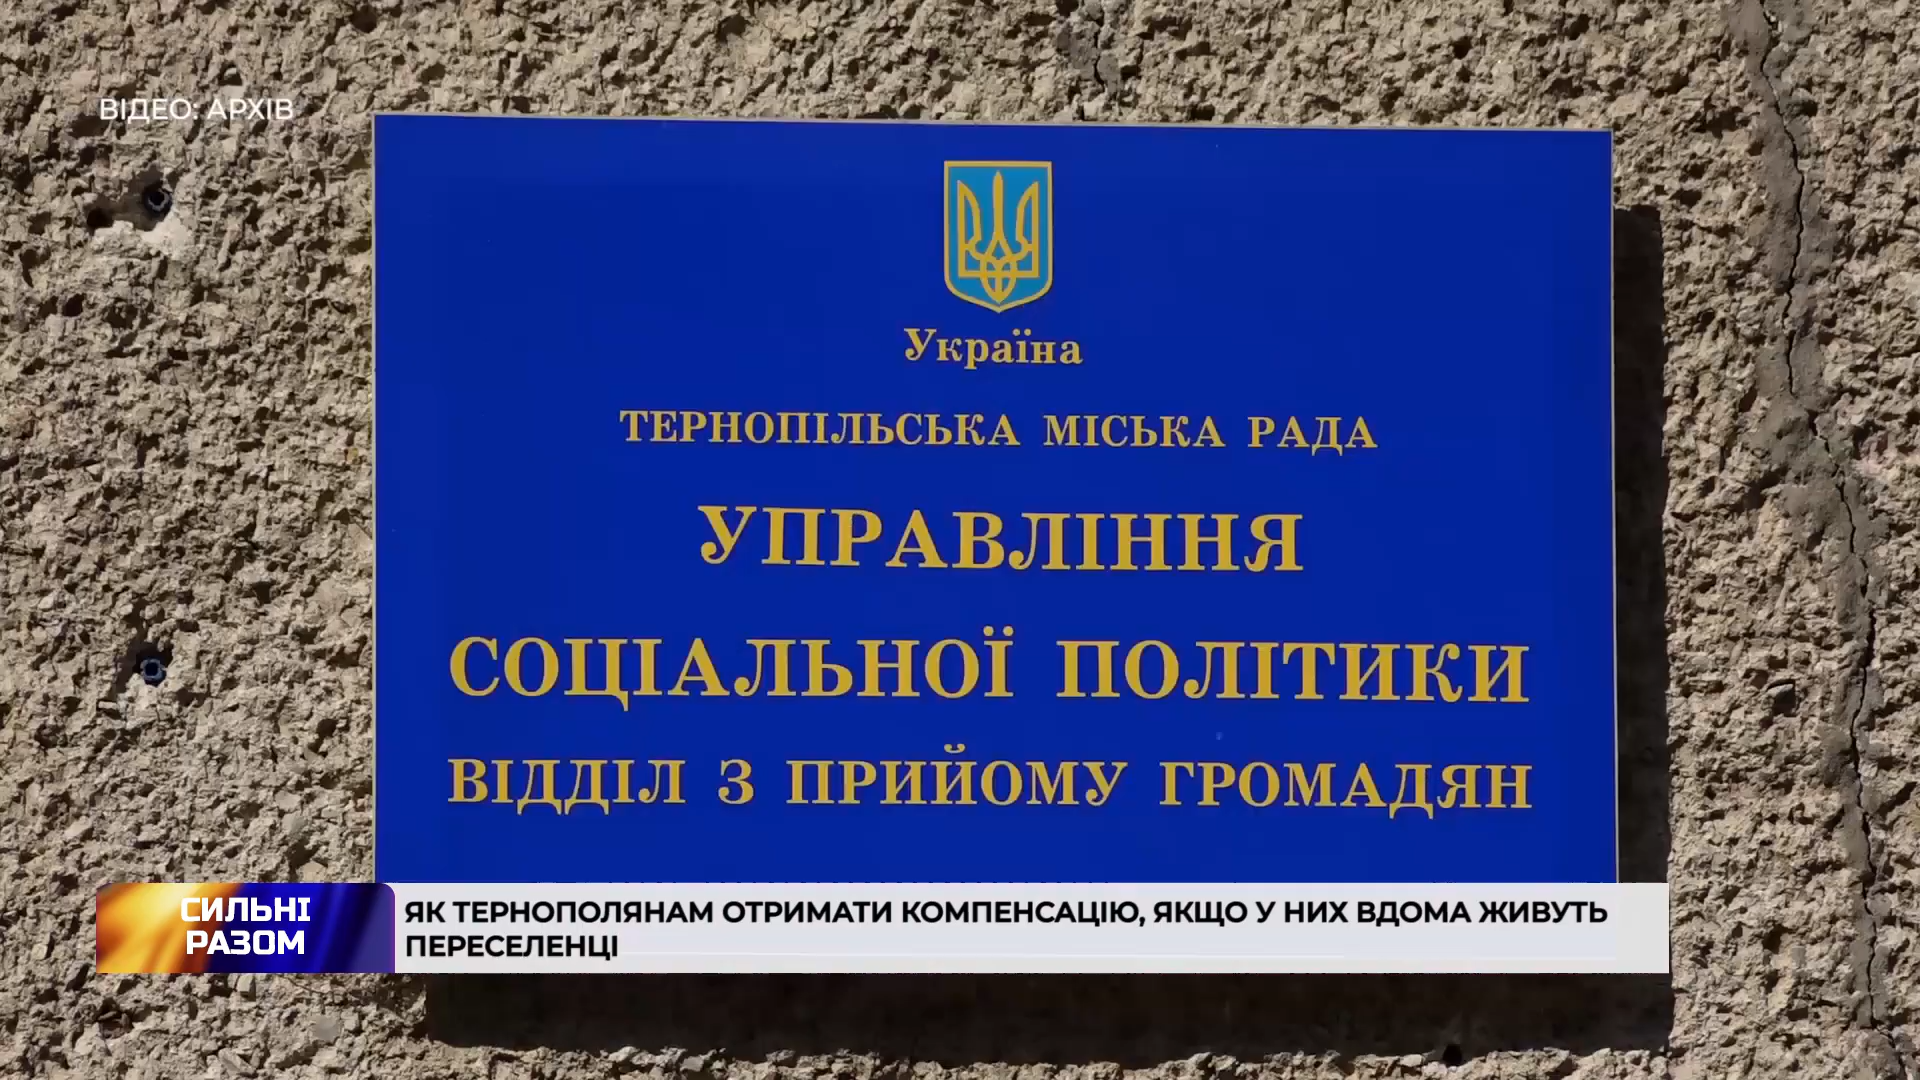 ВІДЕО: АРХІВ
Україна
ТЕРНОПІЛЬСЬКА МІСЬКА РАДА
УПРАВЛІННЯ
СОЦІАЛЬНОЇ ПОЛІТИКИ
ВІДДІЛ З ПРИЙОМУ ГРОМАДЯН
СИЛЬНІ
РАЗОМ
ЯК ТЕРНОПОЛЯНАМ ОТРИМАТИ КОМПЕНСАЦІЮ, ЯКЩО У НИХ ВДОМА ЖИВУТЬ
ПЕРЕСЕЛЕНЦІ